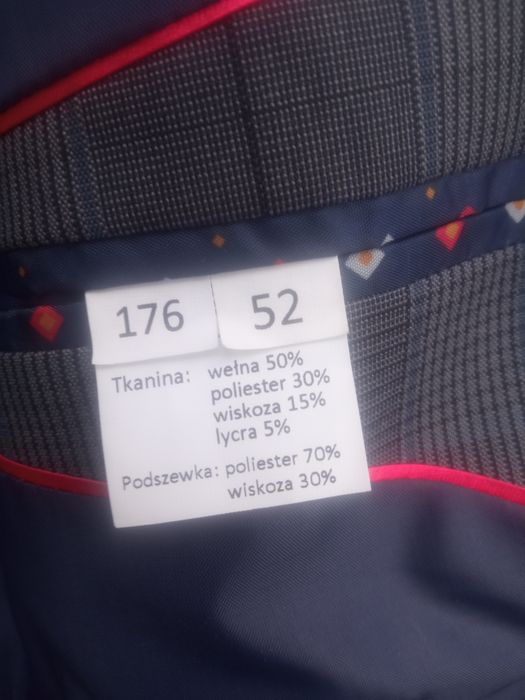 176 52
Tkanina: wełna 50%
poliester 30%
wiskoza 15%
lycra 5%
Podszewka: poliester 70%
wiskoza 30%